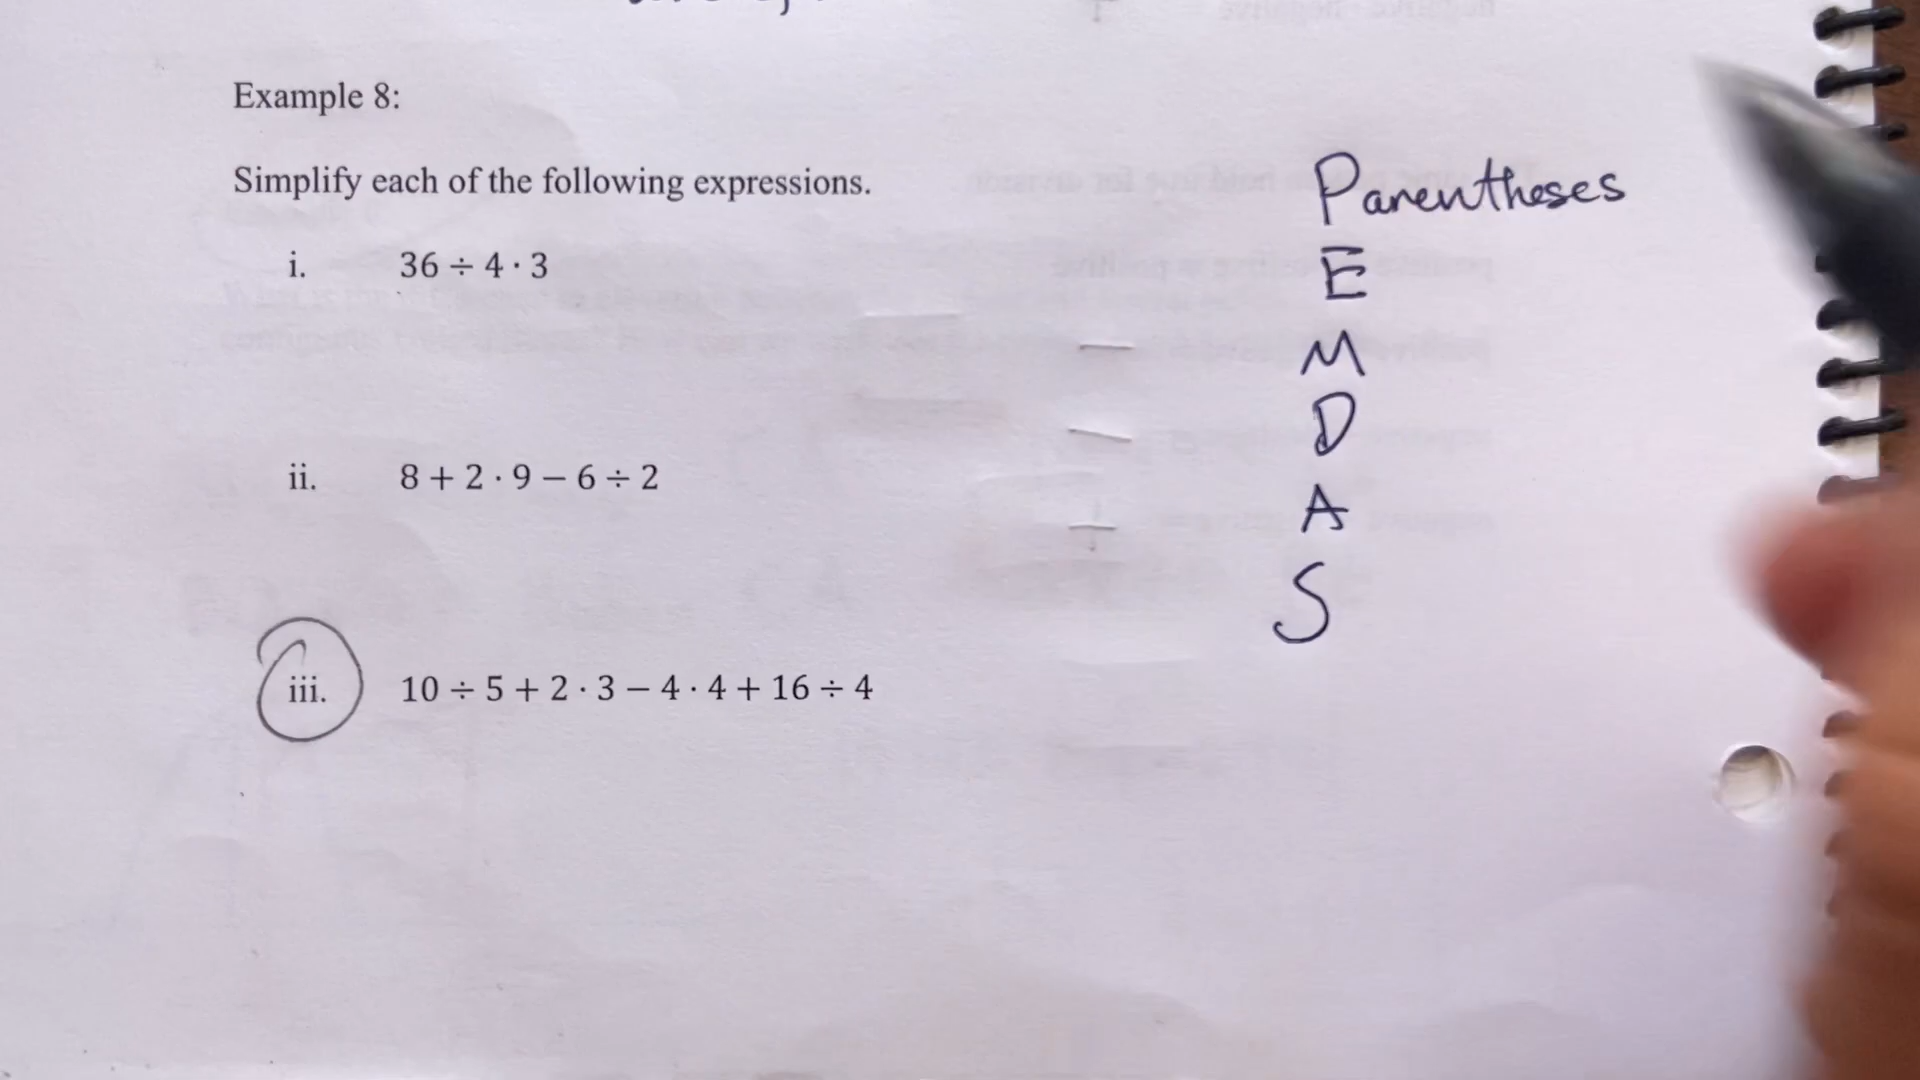 Example 8:
Simplify each of the following expressions.
Parentheses
i. 36 ÷ 4 · 3
E
M
D
ii. 8 + 2 · 9 − 6 ÷ 2
A
S
iii. 10 ÷ 5 + 2 · 3 − 4 · 4 + 16 ÷ 4